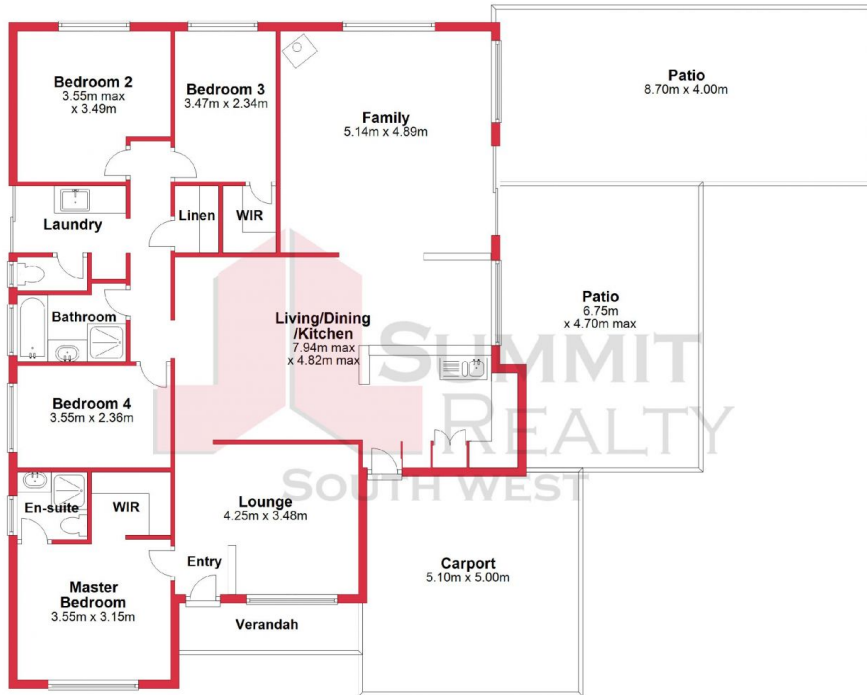 Bedroom 2
3.55m max
x 3.49m
Bedroom 3
3.47m x 2.34m
Family
5.14m x 4.89m
Patio
8.70m x 4.00m
Laundry
Linen
WIR
Bathroom
Living/Dining
/Kitchen
7.94m max
x 4.82m max
Patio
6.75m
x 4.70m max
SUMMIT
REALTY
SOUTH WEST
Bedroom 4
3.55m x 2.36m
En-suite
WIR
Lounge
4.25m x 3.48m
Entry
Carport
5.10m x 5.00m
Master
Bedroom
3.55m x 3.15m
Verandah